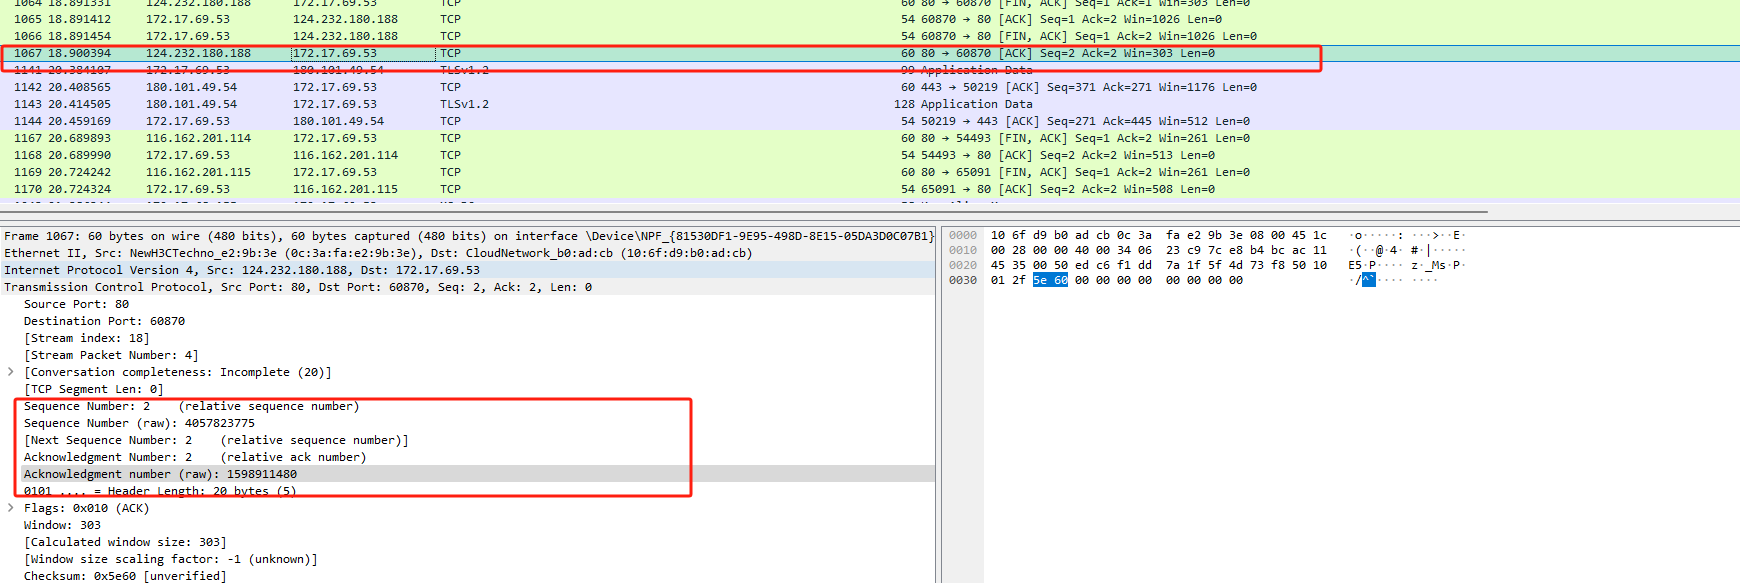 1064 18.891331 124.232.180.188 172.17.69.53 TCP 60 80 → 60870 [FIN, ACK] Seq=1 Ack=1 Win=303 Len=0
1065 18.891412 172.17.69.53 124.232.180.188 TCP 54 60870 → 80 [ACK] Seq=1 Ack=2 Win=1026 Len=0
1066 18.891454 172.17.69.53 124.232.180.188 TCP 54 60870 → 80 [FIN, ACK] Seq=1 Ack=2 Win=1026 Len=0
1067 18.900394 124.232.180.188 172.17.69.53 TCP 60 80 → 60870 [ACK] Seq=2 Ack=2 Win=303 Len=0
1141 20.384107 172.17.69.53 180.101.49.54 TLSv1.2 99 Application Data
1142 20.408565 180.101.49.54 172.17.69.53 TCP 60 443 → 50219 [ACK] Seq=371 Ack=271 Win=1176 Len=0
1143 20.414505 180.101.49.54 172.17.69.53 TLSv1.2 128 Application Data
1144 20.459169 172.17.69.53 180.101.49.54 TCP 54 50219 → 443 [ACK] Seq=271 Ack=445 Win=512 Len=0
1167 20.689893 116.162.201.114 172.17.69.53 TCP 60 80 → 54493 [FIN, ACK] Seq=1 Ack=2 Win=261 Len=0
1168 20.689990 172.17.69.53 116.162.201.114 TCP 54 54493 → 80 [ACK] Seq=2 Ack=2 Win=513 Len=0
1169 20.724242 116.162.201.115 172.17.69.53 TCP 60 80 → 65091 [FIN, ACK] Seq=1 Ack=2 Win=261 Len=0
1170 20.724324 172.17.69.53 116.162.201.115 TCP 54 65091 → 80 [ACK] Seq=2 Ack=2 Win=508 Len=0
Frame 1067: 60 bytes on wire (480 bits), 60 bytes captured (480 bits) on interface \Device\NPF_{81530DF1-9E95-498D-8E15-05DA3D0C07B1}
Ethernet II, Src: NewH3CTechno_e2:9b:3e (0c:3a:fa:e2:9b:3e), Dst: CloudNetwork_b0:ad:cb (10:6f:d9:b0:ad:cb)
Internet Protocol Version 4, Src: 124.232.180.188, Dst: 172.17.69.53
Transmission Control Protocol, Src Port: 80, Dst Port: 60870, Seq: 2, Ack: 2, Len: 0
Source Port: 80
Destination Port: 60870
[Stream index: 18]
[Stream Packet Number: 4]
[Conversation completeness: Incomplete (20)]
[TCP Segment Len: 0]
Sequence Number: 2 (relative sequence number)
Sequence Number (raw): 4057823775
[Next Sequence Number: 2 (relative sequence number)]
Acknowledgment Number: 2 (relative ack number)
Acknowledgment number (raw): 1598911480
0101 .... = Header Length: 20 bytes (5)
Flags: 0x010 (ACK)
Window: 303
[Calculated window size: 303]
[Window size scaling factor: -1 (unknown)]
Checksum: 0x5e60 [unverified]
0000 10 6f d9 b0 ad cb 0c 3a fa e2 9b 3e 08 00 45 1c ·o·····: ···>··E·
0010 00 28 00 00 40 00 34 06 23 c9 7c e8 b4 bc ac 11 ·(··@·4· #·|·····
0020 45 35 00 50 ed c6 f1 dd 7a 1f 5f 4d 73 f8 50 10 E5·P···· z·_Ms·P·
0030 01 2f 5e 60 00 00 00 00 00 00 00 00 ·/^`···· ····